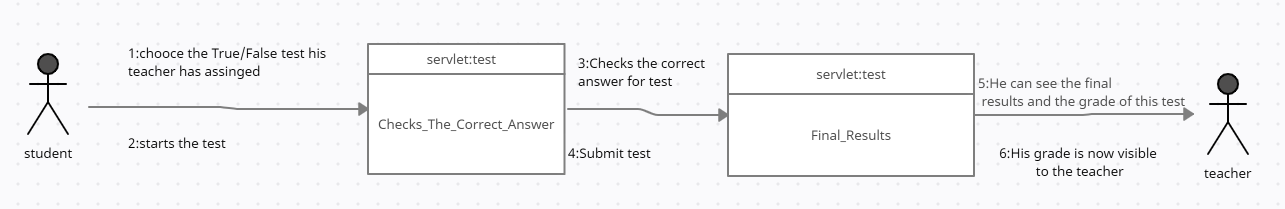 1:chooce the True/False test his
teacher has assinged
2:starts the test
student
servlet:test
Checks_The_Correct_Answer
3:Checks the correct
answer for test
4:Submit test
servlet:test
Final_Results
5:He can see the final
results and the grade of this test
6:His grade is now visible
to the teacher
teacher